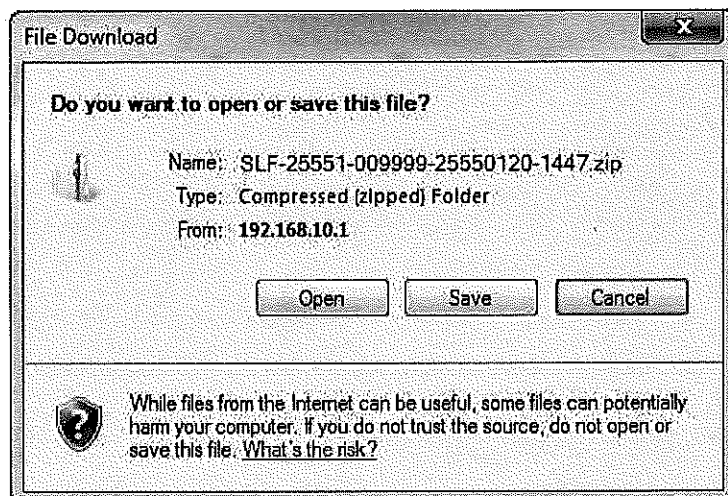 File Download
Do you want to open or save this file?
Name: SLF-25551-009999-25550120-1447.zip
Type: Compressed (zipped) Folder
From: 192.168.10.1
Open Save Cancel
While files from the Internet can be useful, some files can potentially
harm your computer. If you do not trust the source, do not open or
save this file. What's the risk?